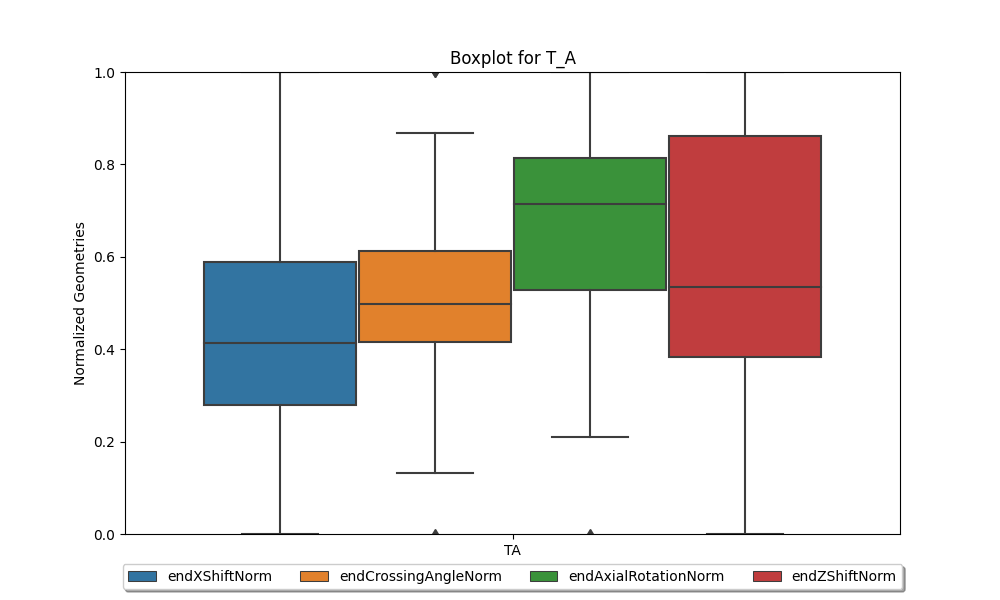 Boxplot for T_A
1.0
0.8
0.6
0.4
0.2
0.0
Normalized Geometries
TA
endXShiftNorm endCrossingAngleNorm endAxialRotationNorm endZShiftNorm